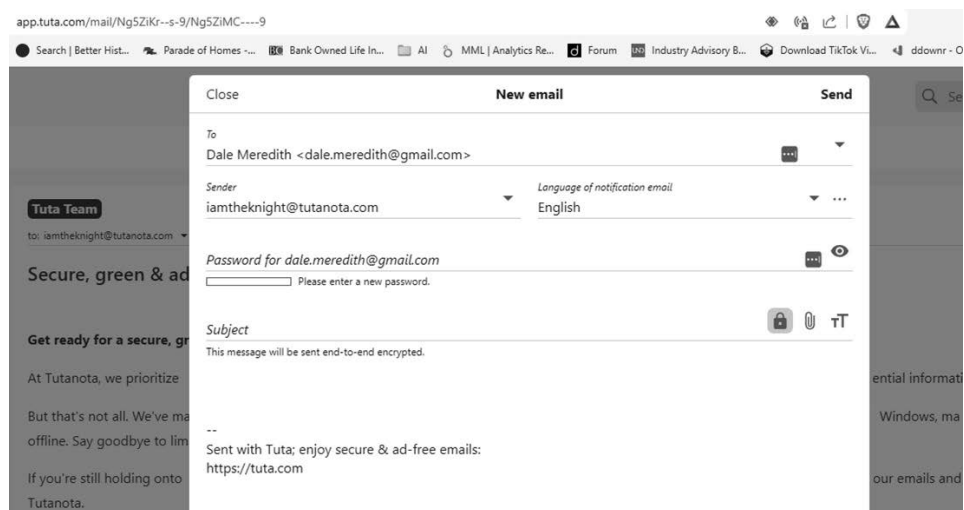 app.tuta.com/mail/Ng5ZiKr--s-9/Ng5ZiMC----9
Search | Better Hist... Parade of Homes -... Bank Owned Life In... AI MML | Analytics Re... Forum Industry Advisory B... Download TikTok Vi... ddownr - O
Close New email Send
Se
To
Dale Meredith <dale.meredith@gmail.com>
Sender Language of notification email
iamtheknight@tutanota.com English
Tuta Team
to: iamtheknight@tutanota.com
Password for dale.meredith@gmail.com
Please enter a new password.
Secure, green & ad
Subject
This message will be sent end-to-end encrypted.
Get ready for a secure, gr
At Tutanota, we prioritize ential informati
But that's not all. We've ma Windows, ma
--
offline. Say goodbye to lim
Sent with Tuta; enjoy secure & ad-free emails:
https://tuta.com
If you're still holding onto our emails and
Tutanota.